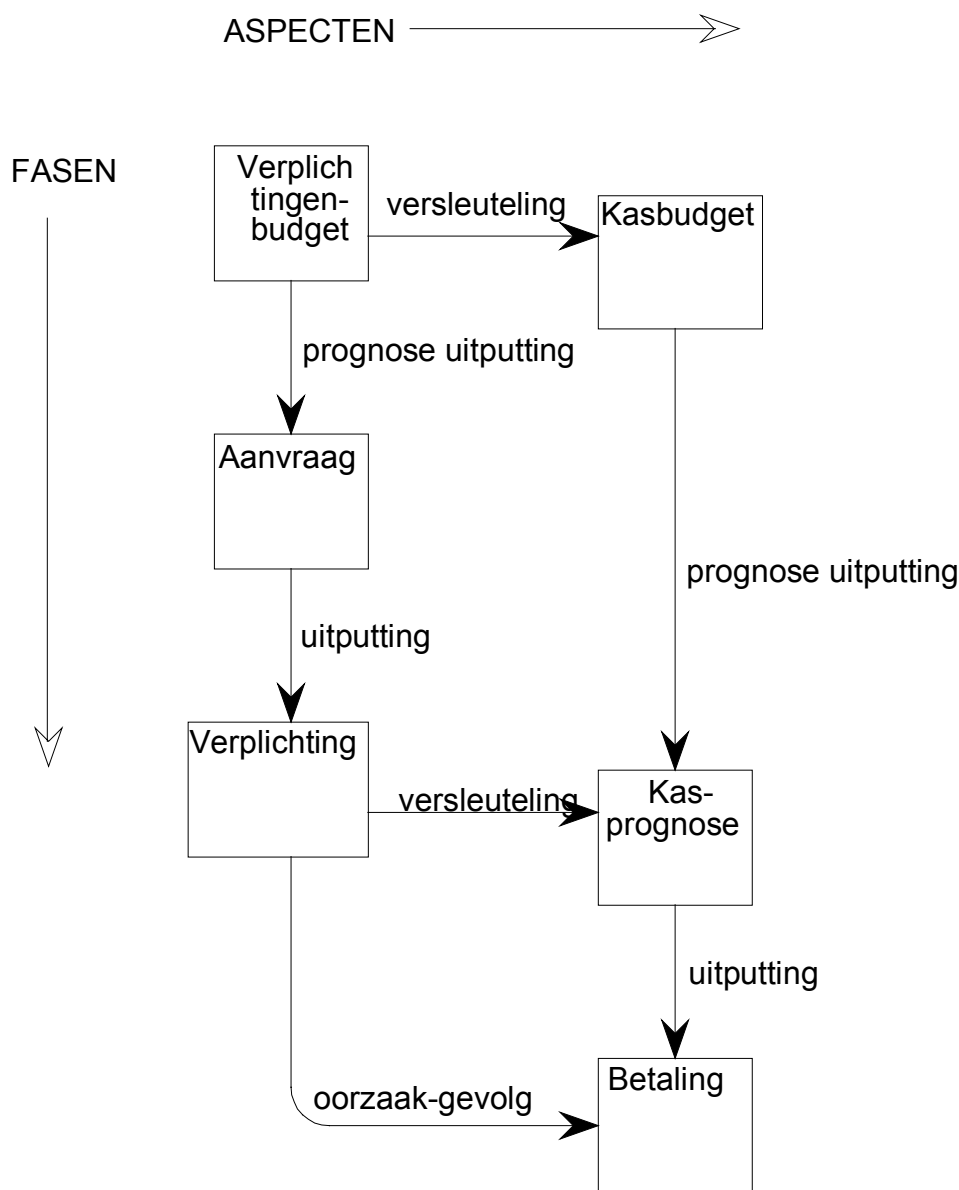 ASPECTEN
FASEN
Verplich
tingen-
budget
versleuteling
Kasbudget
prognose uitputting
Aanvraag
prognose uitputting
uitputting
Verplichting
versleuteling
Kas-
prognose
uitputting
Betaling
oorzaak-gevolg